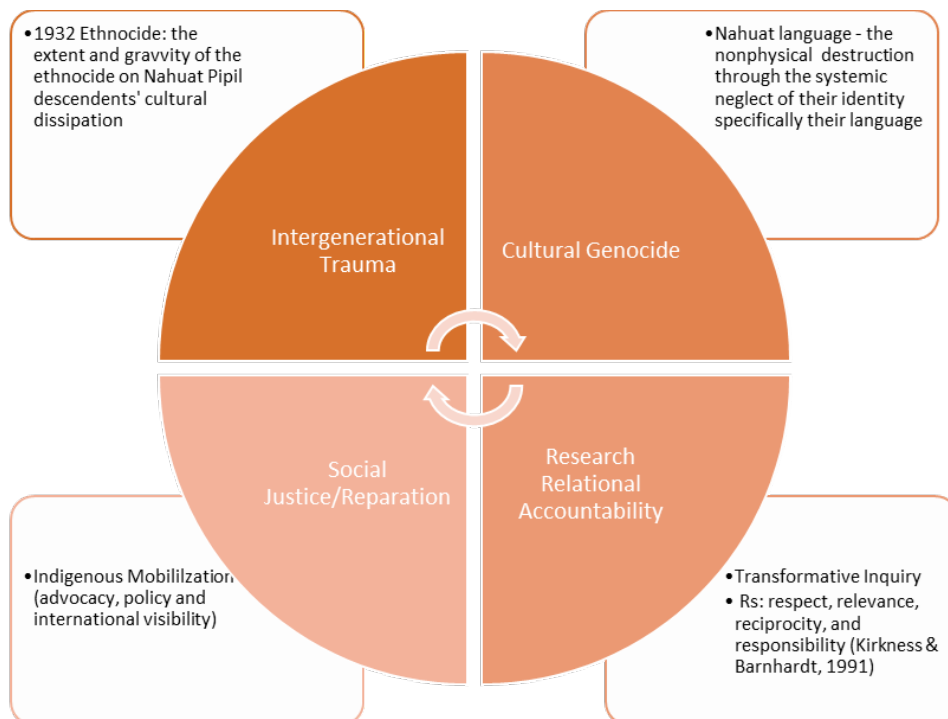 •1932 Ethnocide: the
extent and gravvity of the
ethnocide on Nahuat Pipil
descendents' cultural
dissipation
•Nahuat language - the
nonphysical destruction
through the systemic
neglect of their identity
specifically their language
Intergenerational
Trauma
Cultural Genocide
Social
Justice/Reparation
Research
Relational
Accountability
•Indigenous Mobililzation
(advocacy, policy and
international visibility)
•Transformative Inquiry
• Rs: respect, relevance,
reciprocity, and
responsibility (Kirkness &
Barnhardt, 1991)